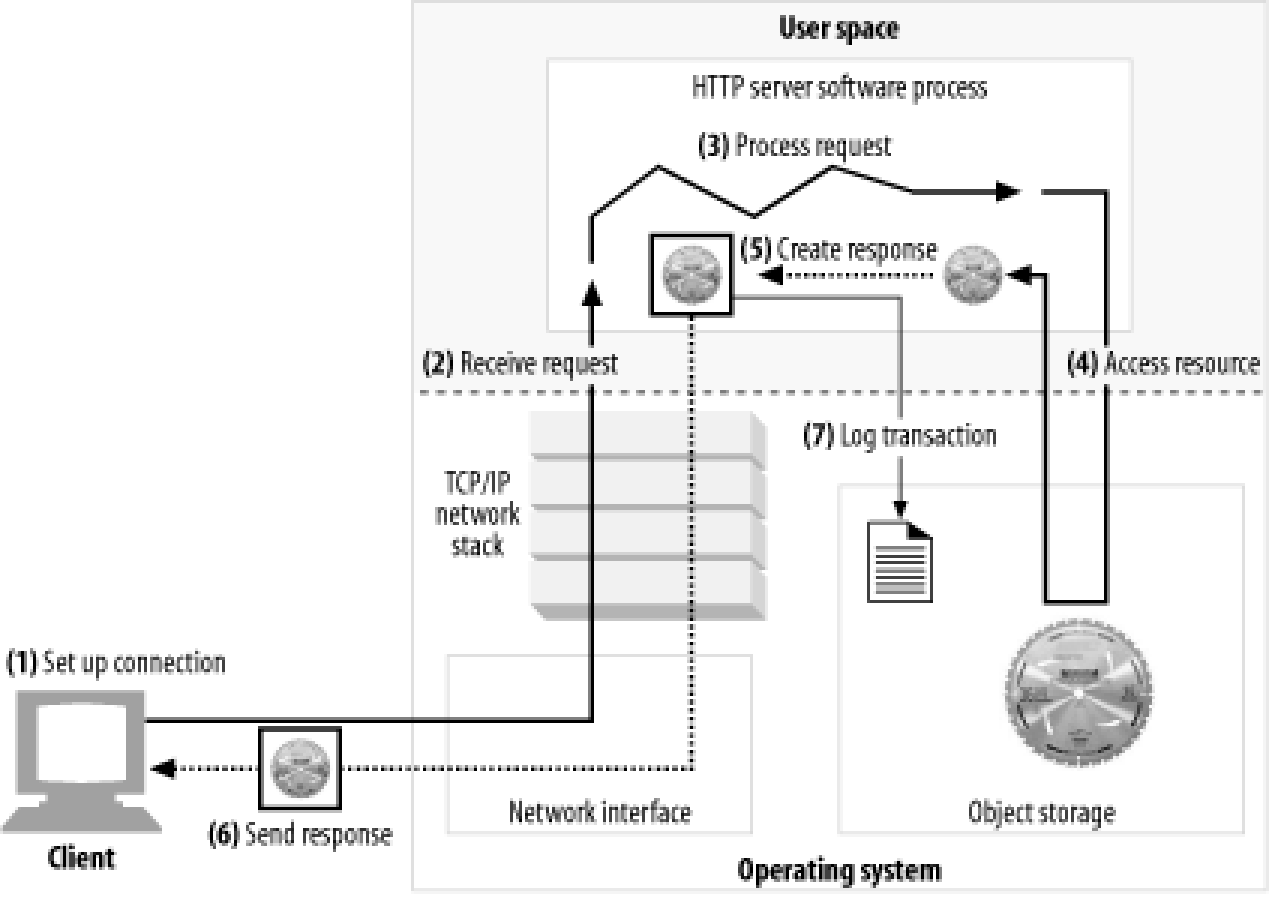 User space
HTTP server software process
(3) Process request
(5) Create response
(2) Receive request
(4) Access resource
(7) Log transaction
TCP/IP
network
stack
(1) Set up connection
Network interface
Object storage
(6) Send response
Client
Operating system